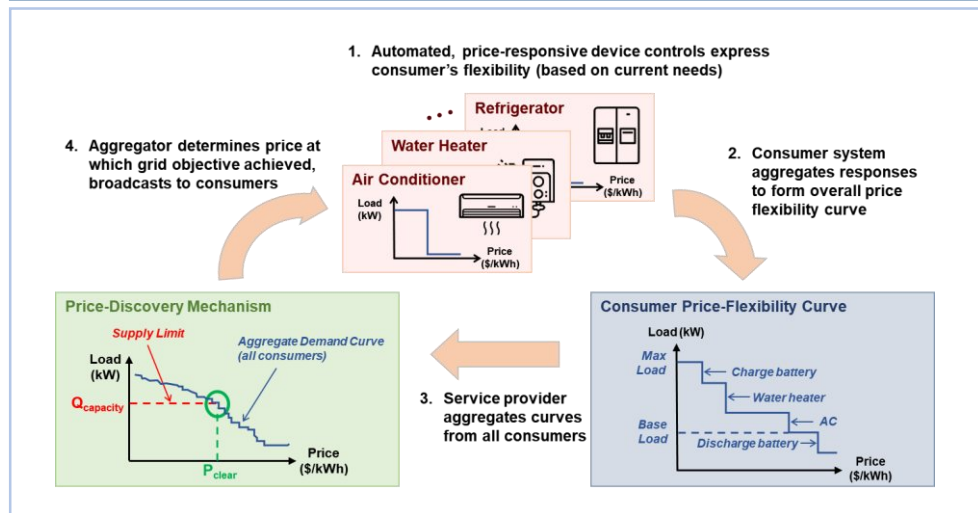 1. Automated, price-responsive device controls express
consumer's flexibility (based on current needs)
Refrigerator
Price
($/kWh)
Water Heater
Air Conditioner
Load
(kW)
Price
($/kWh)
2. Consumer system
aggregates responses
to form overall price
flexibility curve
Consumer Price-Flexibility Curve
Load (kW)
Max
Load
Charge battery
Water heater
AC
Base
Load
Discharge battery
Price
($/kWh)
3. Service provider
aggregates curves
from all consumers
Price-Discovery Mechanism
Supply Limit
Aggregate Demand Curve
(all consumers)
Load
(kW)
Qcapacity
Pclear
Price
($/kWh)
4. Aggregator determines price at
which grid objective achieved,
broadcasts to consumers